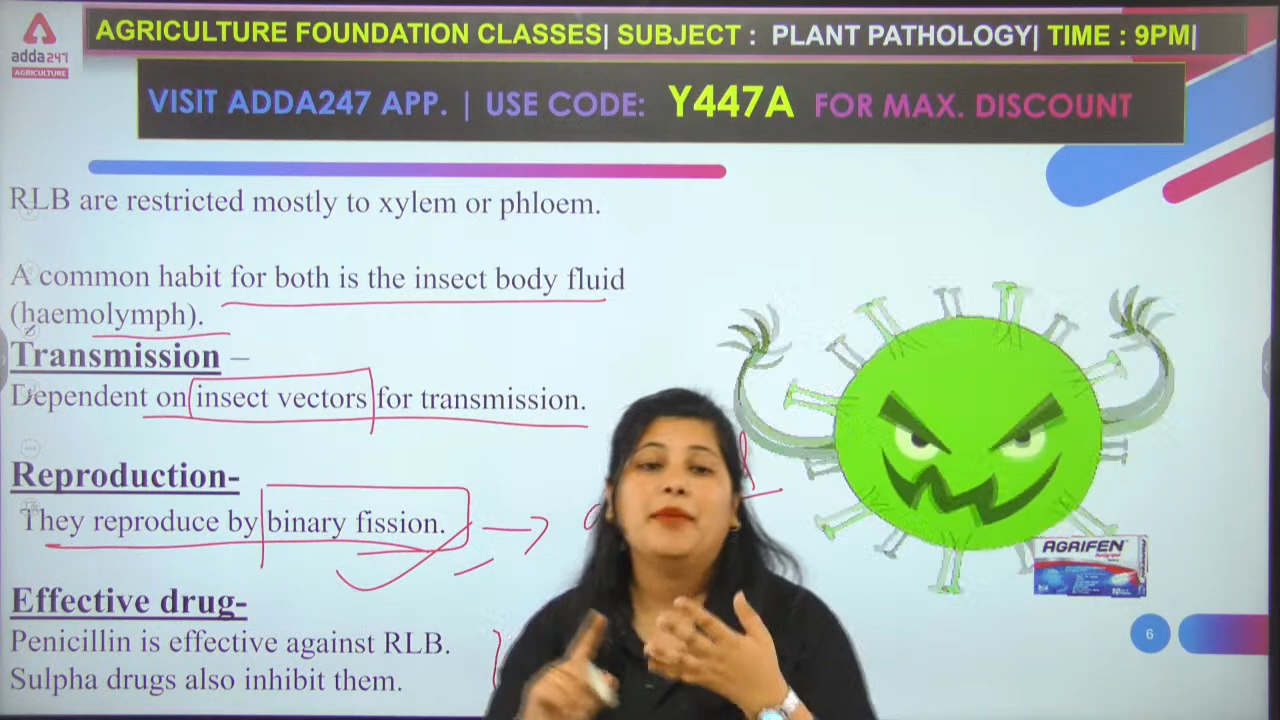 AGRICULTURE FOUNDATION CLASSES| SUBJECT : PLANT PATHOLOGY| TIME : 9PM|
adda247
AGRICULTURE
VISIT ADDA247 APP. | USE CODE: Y447A FOR MAX. DISCOUNT
RLB are restricted mostly to xylem or phloem.
A common habit for both is the insect body fluid
(haemolymph).
Transmission –
Dependent on insect vectors for transmission.
Reproduction-
They reproduce by binary fission.
Effective drug-
Penicillin is effective against RLB.
Sulpha drugs also inhibit them.
AGRIFEN
6